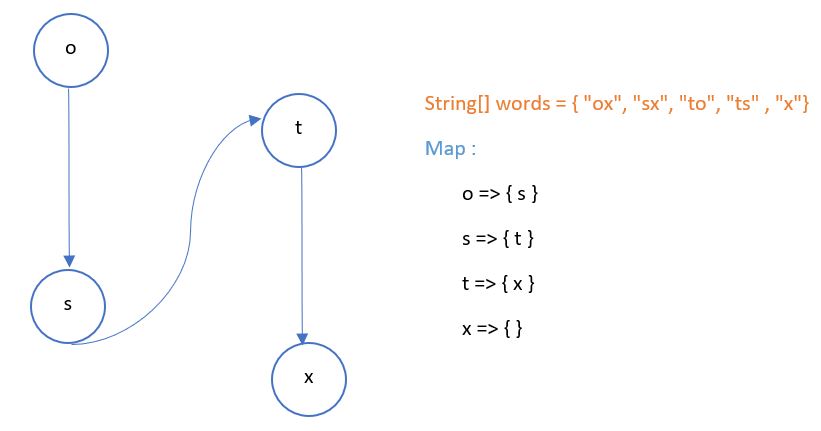 o
t
s
x
String[] words = { "ox", "sx", "to", "ts" , "x"}
Map :
o => { s }
s => { t }
t => { x }
x => { }